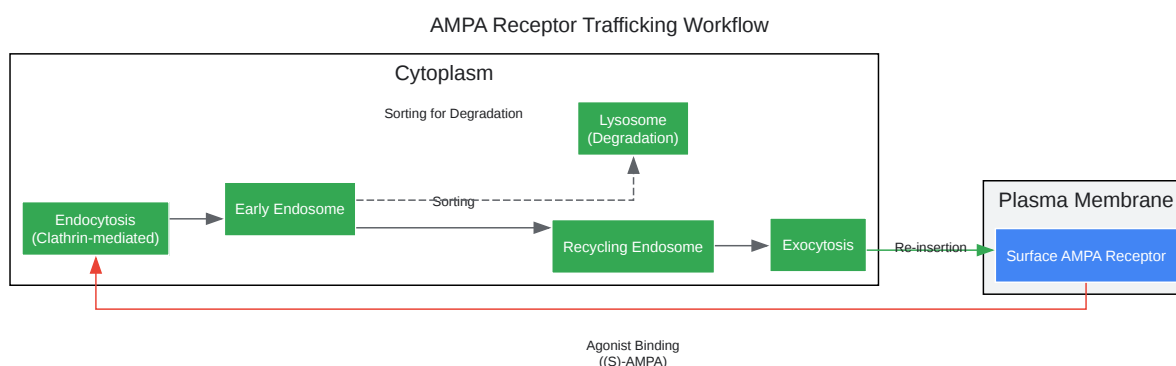 AMPA Receptor Trafficking Workflow
Cytoplasm
Sorting for Degradation
Lysosome
(Degradation)
Early Endosome
Sorting
Endocytosis
(Clathrin-mediated)
Recycling Endosome
Exocytosis
Re-insertion
Plasma Membrane
Surface AMPA Receptor
Agonist Binding
((S)-AMPA)